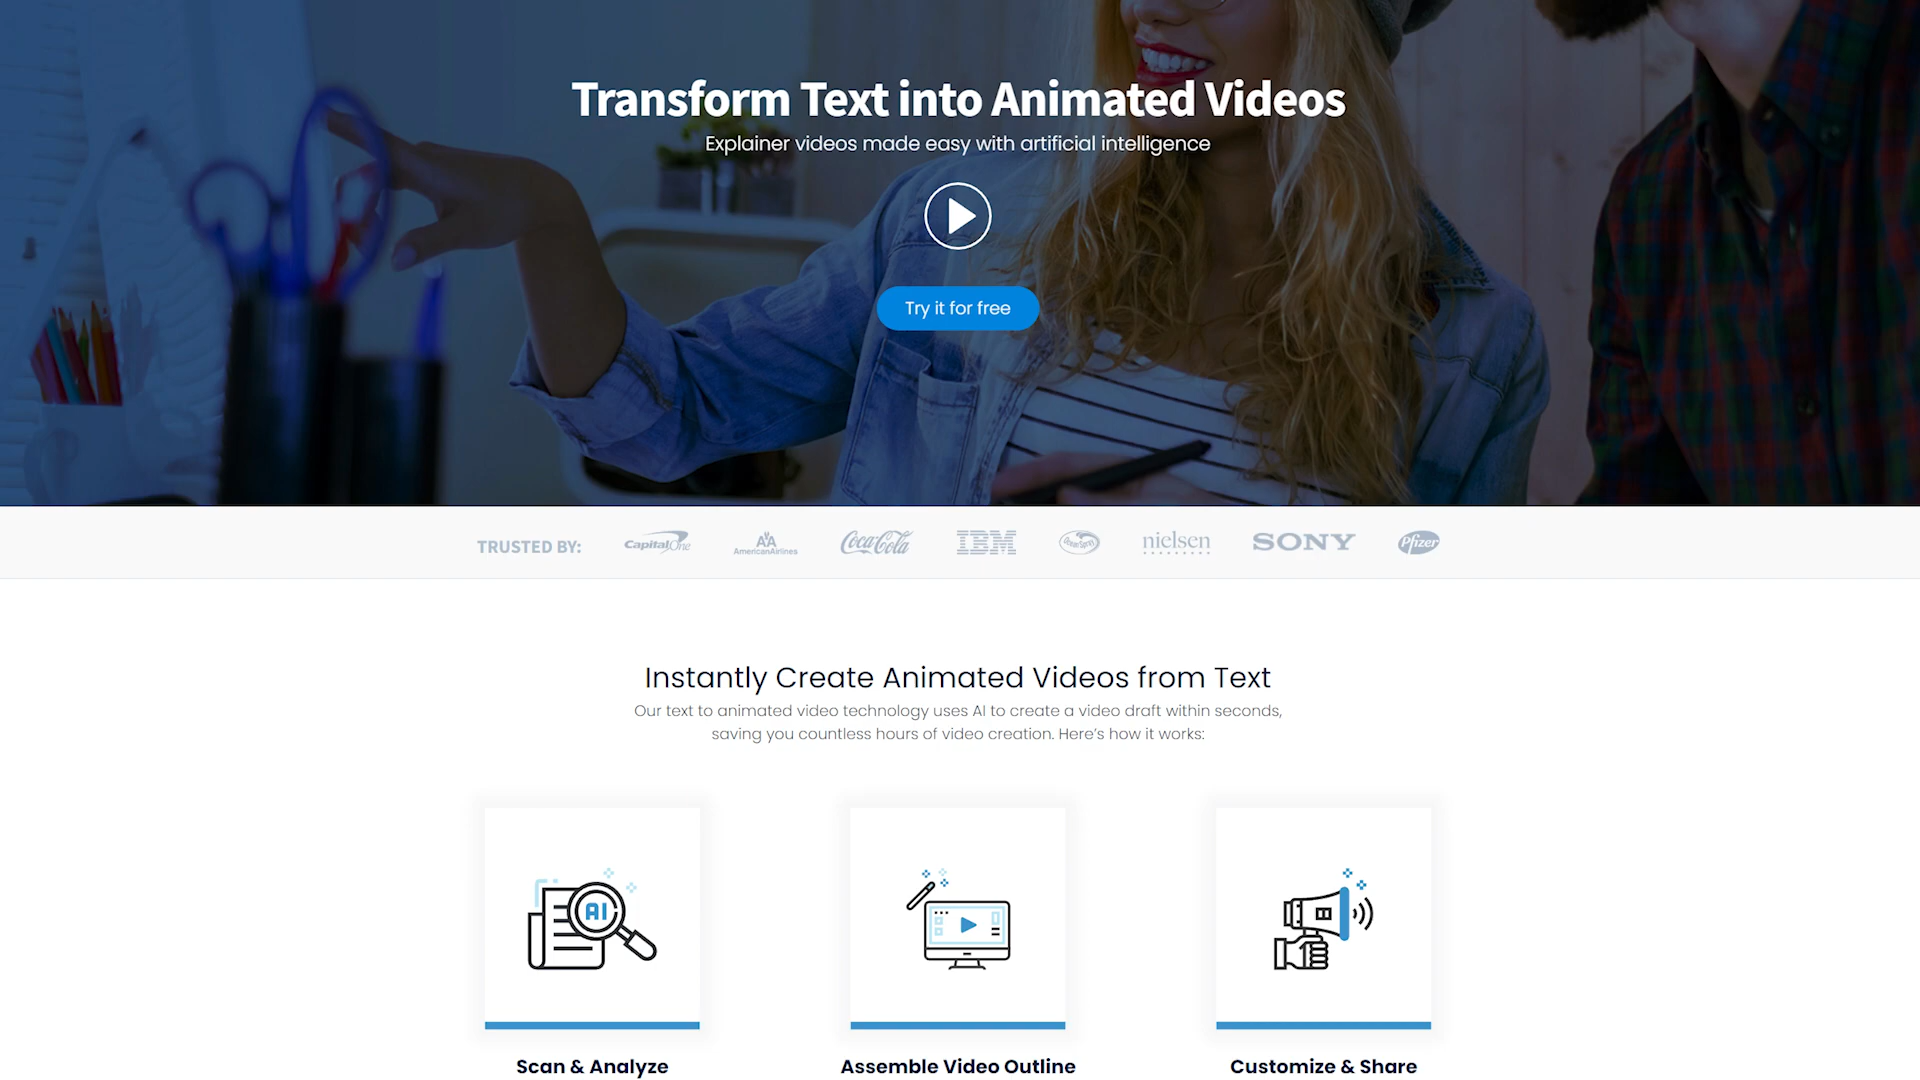 Transform Text into Animated Videos
Explainer videos made easy with artificial intelligence
Try it for free
TRUSTED BY: Capital One AmericanAirlines Coca-Cola IBM Ocean Spray nielsen SONY Pfizer
Instantly Create Animated Videos from Text
Our text to animated video technology uses AI to create a video draft within seconds,
saving you countless hours of video creation. Here's how it works:
AI
Scan & Analyze
Assemble Video Outline
Customize & Share